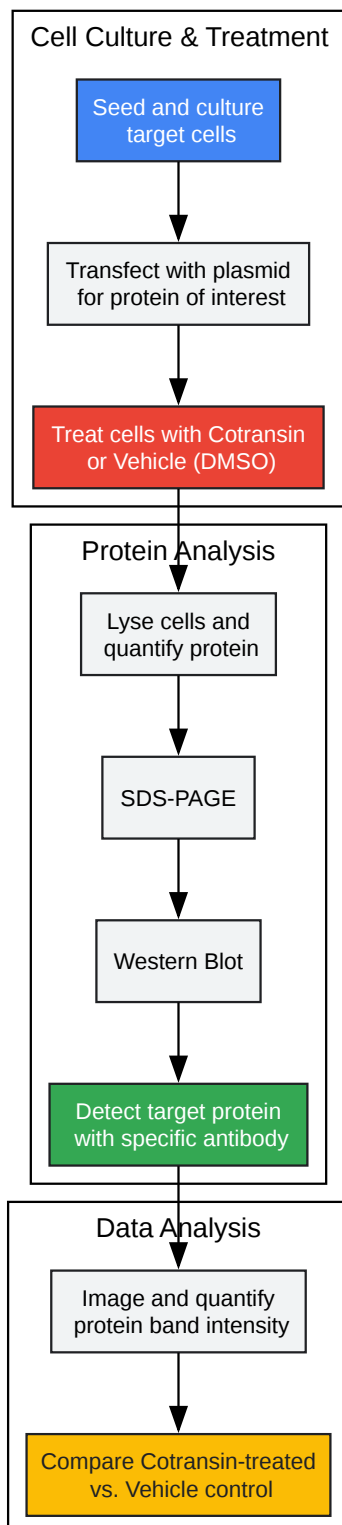 Cell Culture & Treatment
Seed and culture
target cells
Transfect with plasmid
for protein of interest
Treat cells with Cotransin
or Vehicle (DMSO)
Protein Analysis
Lyse cells and
quantify protein
SDS-PAGE
Western Blot
Detect target protein
with specific antibody
Data Analysis
Image and quantify
protein band intensity
Compare Cotransin-treated
vs. Vehicle control